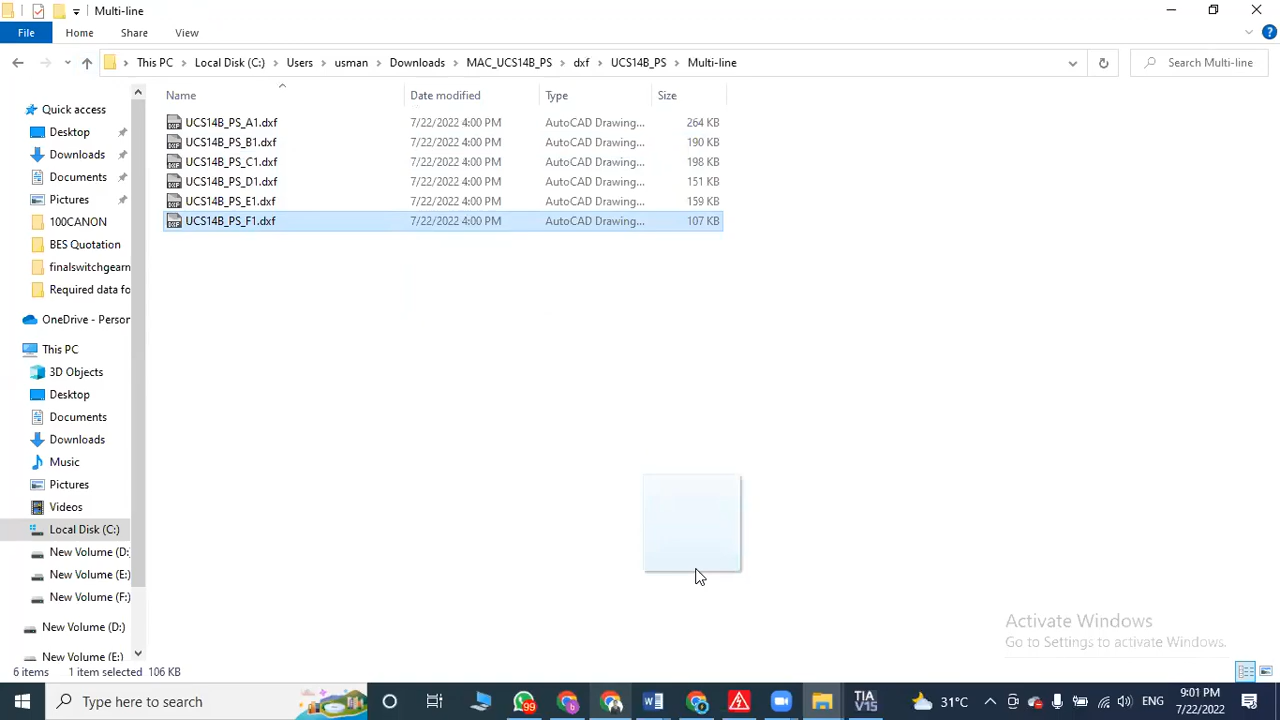 Multi-line
File Home Share View
This PC Local Disk (C:) Users usman Downloads MAC_UCS14B_PS dxf UCS14B_PS Multi-line Search Multi-line
Name Date modified Type Size
Quick access
Desktop
Downloads
Documents
Pictures
100CANON
BES Quotation
finalswitchgearn
Required data fo
OneDrive - Person
This PC
3D Objects
Desktop
Documents
Downloads
Music
Pictures
Videos
Local Disk (C:)
New Volume (D:
New Volume (E:)
New Volume (F:)
New Volume (D:)
New Volume (E:)
UCS14B_PS_A1.dxf 7/22/2022 4:00 PM AutoCAD Drawing... 264 KB
UCS14B_PS_B1.dxf 7/22/2022 4:00 PM AutoCAD Drawing... 190 KB
UCS14B_PS_C1.dxf 7/22/2022 4:00 PM AutoCAD Drawing... 198 KB
UCS14B_PS_D1.dxf 7/22/2022 4:00 PM AutoCAD Drawing... 151 KB
UCS14B_PS_E1.dxf 7/22/2022 4:00 PM AutoCAD Drawing... 159 KB
UCS14B_PS_F1.dxf 7/22/2022 4:00 PM AutoCAD Drawing... 107 KB
Activate Windows
Go to Settings to activate Windows.
6 items 1 item selected 106 KB
Type here to search
99
TIA
V15
31°C
ENG
9:01 PM
7/22/2022